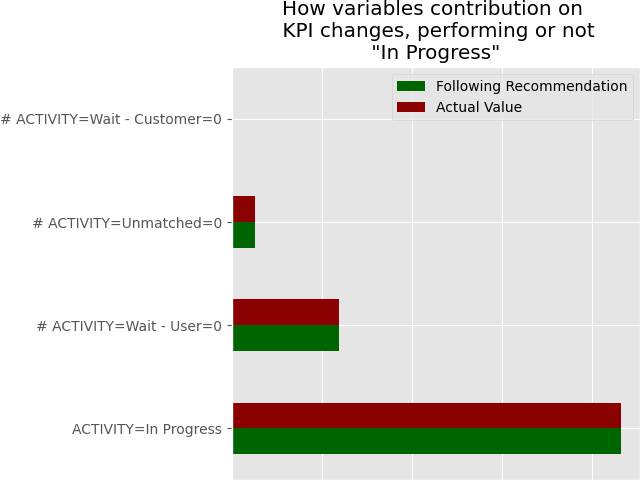 How variables contribution on
KPI changes, performing or not
"In Progress"
Following Recommendation
Actual Value
# ACTIVITY=Wait - Customer=0
# ACTIVITY=Unmatched=0
# ACTIVITY=Wait - User=0
ACTIVITY=In Progress